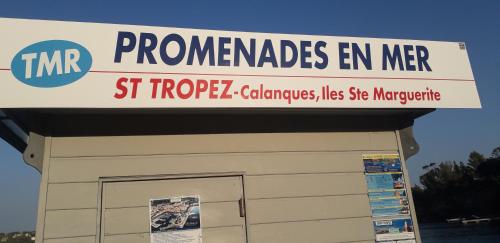 TMR
PROMENADES EN MER
ST TROPEZ-Calanques, Iles Ste Marguerite